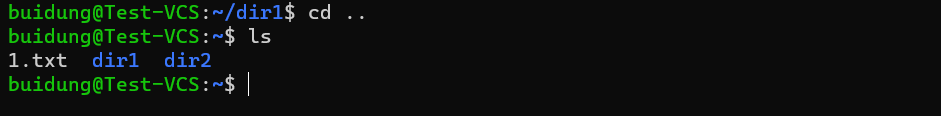 buidung@Test-VCS:~/dir1$ cd ..
buidung@Test-VCS:~$ ls
1.txt  dir1  dir2
buidung@Test-VCS:~$